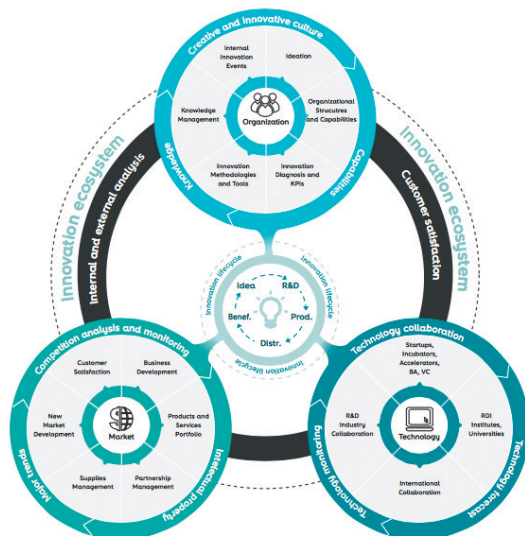 Creative and innovative culture
Internal
Innovation
Events
Ideation
Knowledge
Management
Organization
Organizational
Strucutres
and Capabilities
Innovation
Methodologies
and Tools
Innovation
Diagnosis and
KPIs
Knowledge
Capabilities
Innovation ecosystem
Internal and external analysis
Customer satisfaction
Innovation ecosystem
Innovation lifecycle
Innovation lifecycle
Innovation lifecycle
Idea
R&D
Benef.
Prod.
Distr.
Competition analysis and monitoring
Customer
Satisfaction
Business
Development
New
Market
Development
Market
Products and
Services
Portfolio
Supplies
Management
Partnership
Management
Major trends
Intelectual property
Technology collaboration
Startups,
Incubators,
Accelerators,
BA, VC
R&D
Industry
Collaboration
Technology
RDI
Institutes,
Universities
International
Collaboration
Technology monitoring
Technology forecast